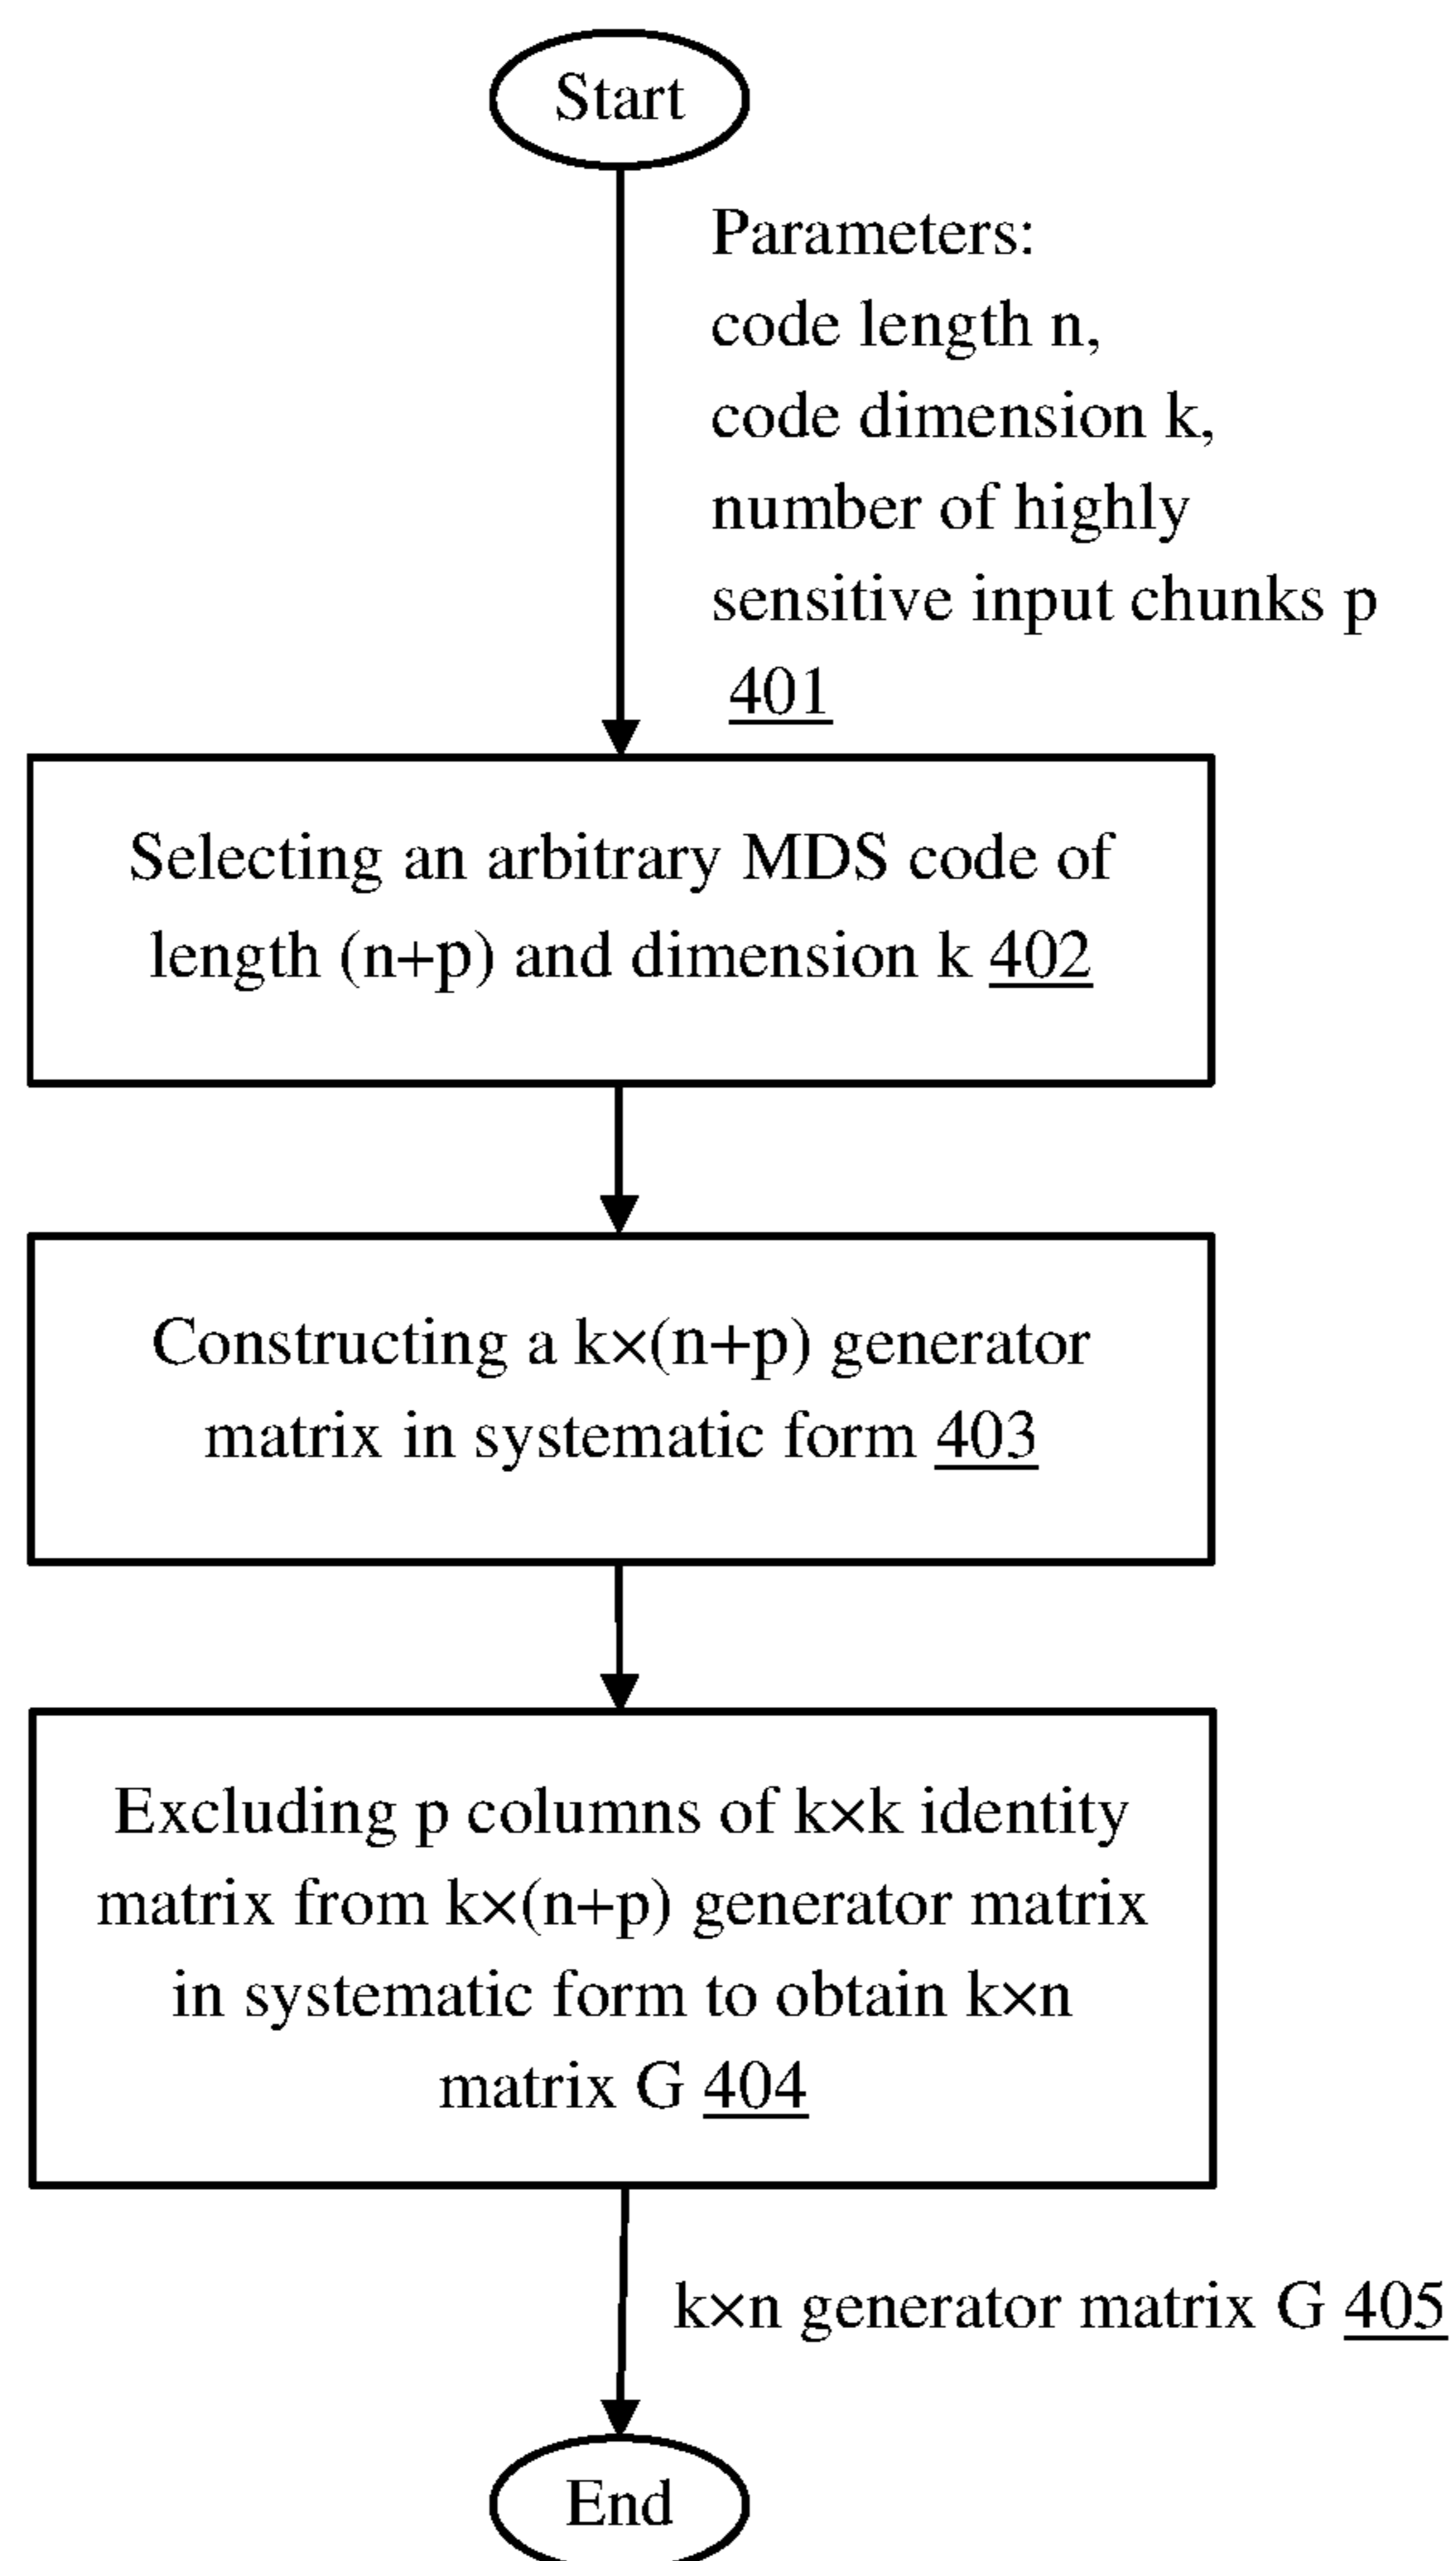 Start
Parameters:
code length n,
code dimension k,
number of highly
sensitive input chunks p
401
Selecting an arbitrary MDS code of
length (n+p) and dimension k 402
Constructing a k×(n+p) generator
matrix in systematic form 403
Excluding p columns of k×k identity
matrix from k×(n+p) generator matrix
in systematic form to obtain k×n
matrix G 404
k×n generator matrix G 405
End